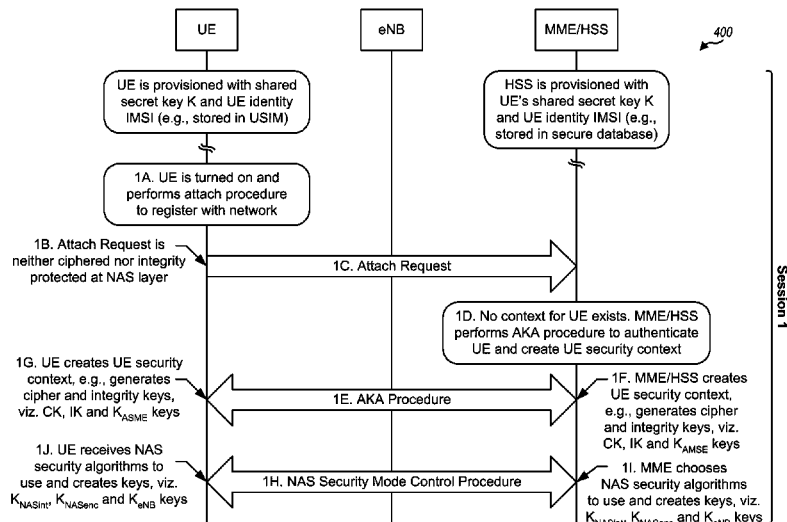 UE
eNB
MME/HSS
400
UE is provisioned with shared
secret key K and UE identity
IMSI (e.g., stored in USIM)
HSS is provisioned with
UE's shared secret key K
and UE identity IMSI (e.g.,
stored in secure database)
1A. UE is turned on and
performs attach procedure
to register with network
1B. Attach Request is
neither ciphered nor integrity
protected at NAS layer
1C. Attach Request
Session 1
1D. No context for UE exists. MME/HSS
performs AKA procedure to authenticate
UE and create UE security context
1G. UE creates UE security
context, e.g., generates
cipher and integrity keys,
viz. CK, IK and KASME keys
1E. AKA Procedure
1F. MME/HSS creates
UE security context,
e.g., generates cipher
and integrity keys, viz.
CK, IK and KAMSE keys
1J. UE receives NAS
security algorithms to
use and creates keys, viz.
KNASint, KNASenc and KeNB keys
1H. NAS Security Mode Control Procedure
1I. MME chooses
NAS security algorithms
to use and creates keys, viz.
KNASint, KNASenc and KeNB keys